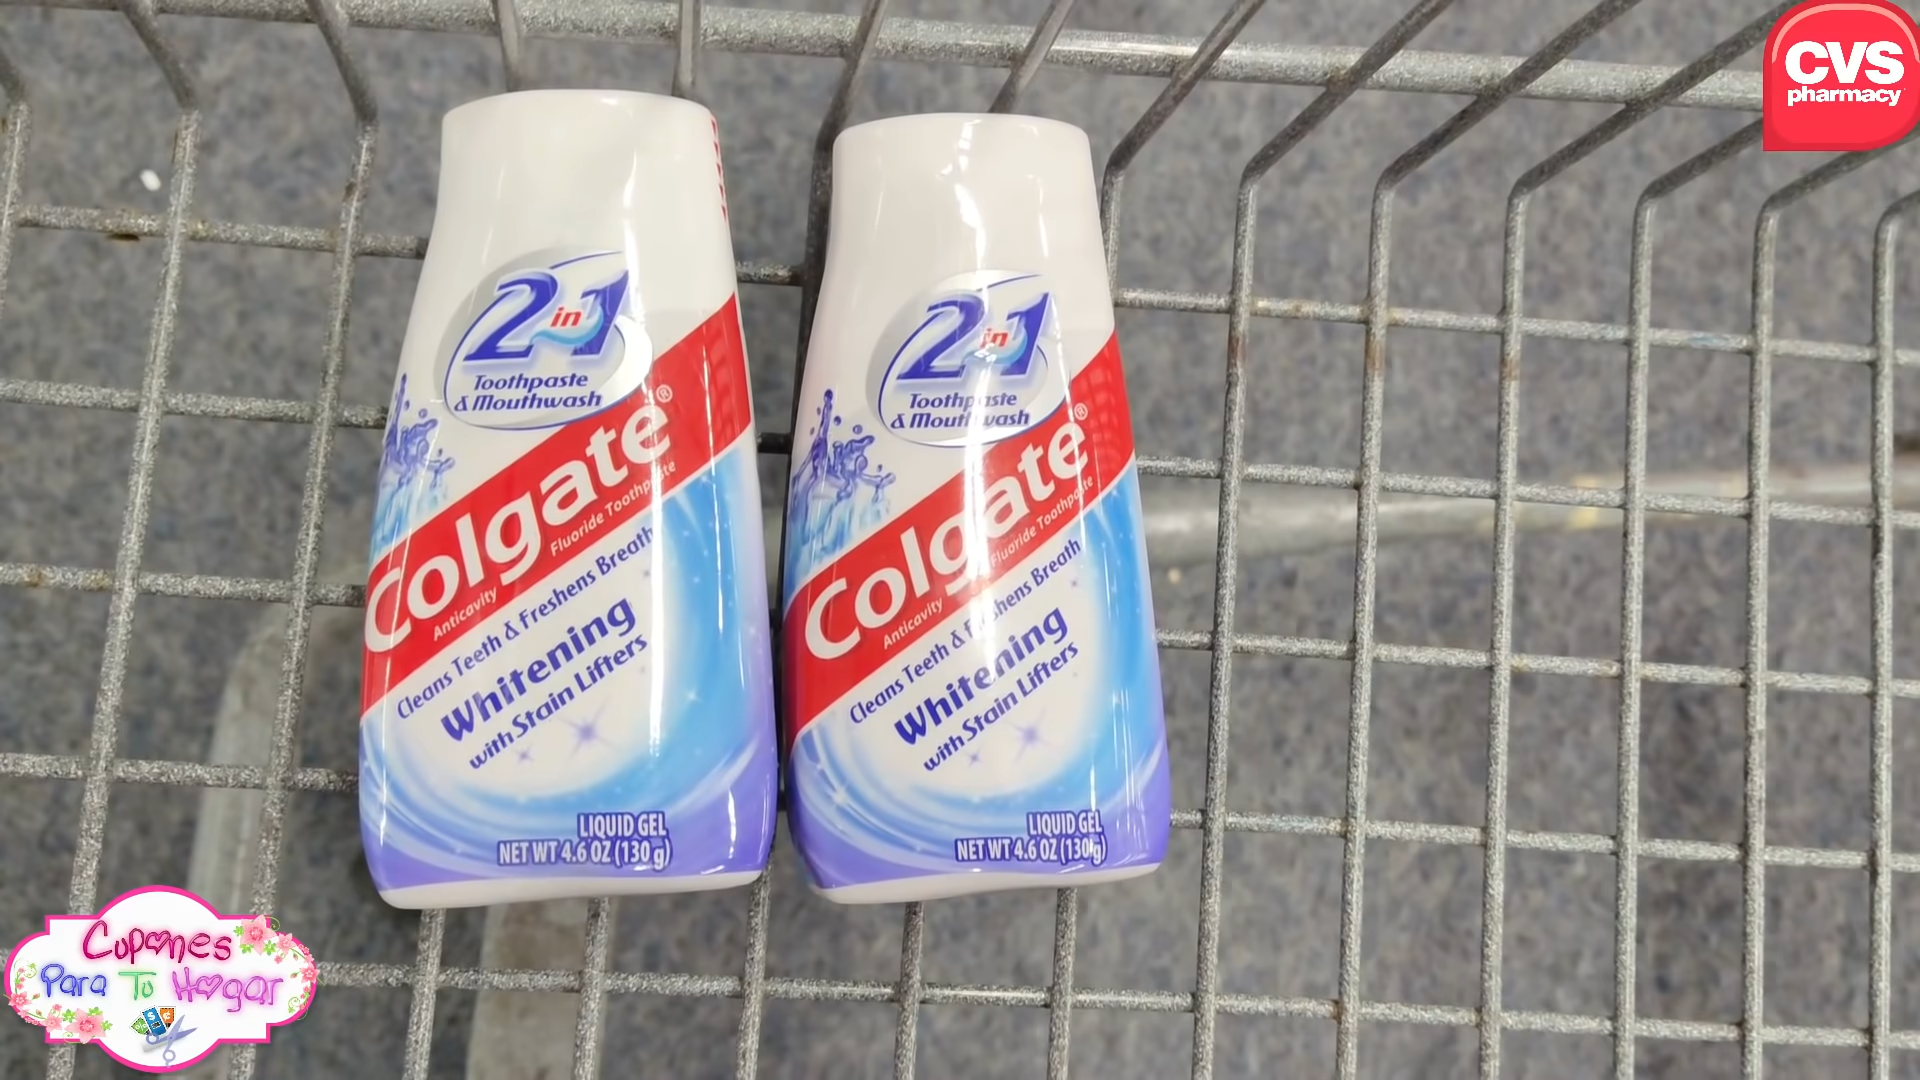 CVS
pharmacy
2 in 1
Toothpaste
& Mouthwash
Colgate®
Anticavity Fluoride Toothpaste
Cleans Teeth & Freshens Breath
Whitening
with Stain Lifters
LIQUID GEL
NET WT 4.6 OZ (130 g)
2 in 1
Toothpaste
& Mouthwash
Colgate®
Anticavity Fluoride Toothpaste
Cleans Teeth & Freshens Breath
Whitening
with Stain Lifters
LIQUID GEL
NET WT 4.6 OZ (130 g)
Cupones
Para Tu Hogar